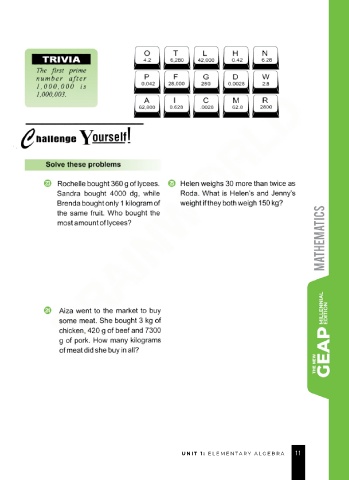 TRIVIA
The first prime
number after
1,000,000 is
1,000,003.
O T L H N
4.2 6,280 42,000 0.42 6.28
P F G D W
0.042 28,000 280 0.0028 2.8
A I C M R
62,800 0.628 .0028 62.8 2800
Challenge Yourself!
Solve these problems
Rochelle bought 360 g of lycees.
Sandra bought 4000 dg, while
Brenda bought only 1 kilogram of
the same fruit. Who bought the
most amount of lycees?
Aiza went to the market to buy
some meat. She bought 3 kg of
chicken, 420 g of beef and 7300
g of pork. How many kilograms
of meat did she buy in all?
Helen weighs 30 more than twice as
Roda. What is Helen's and Jenny's
weight if they both weigh 150 kg?
MATHEMATICS
THE NEW
GEAP MILLENNIAL
EDITION
UNIT 1: ELEMENTARY ALGEBRA 11